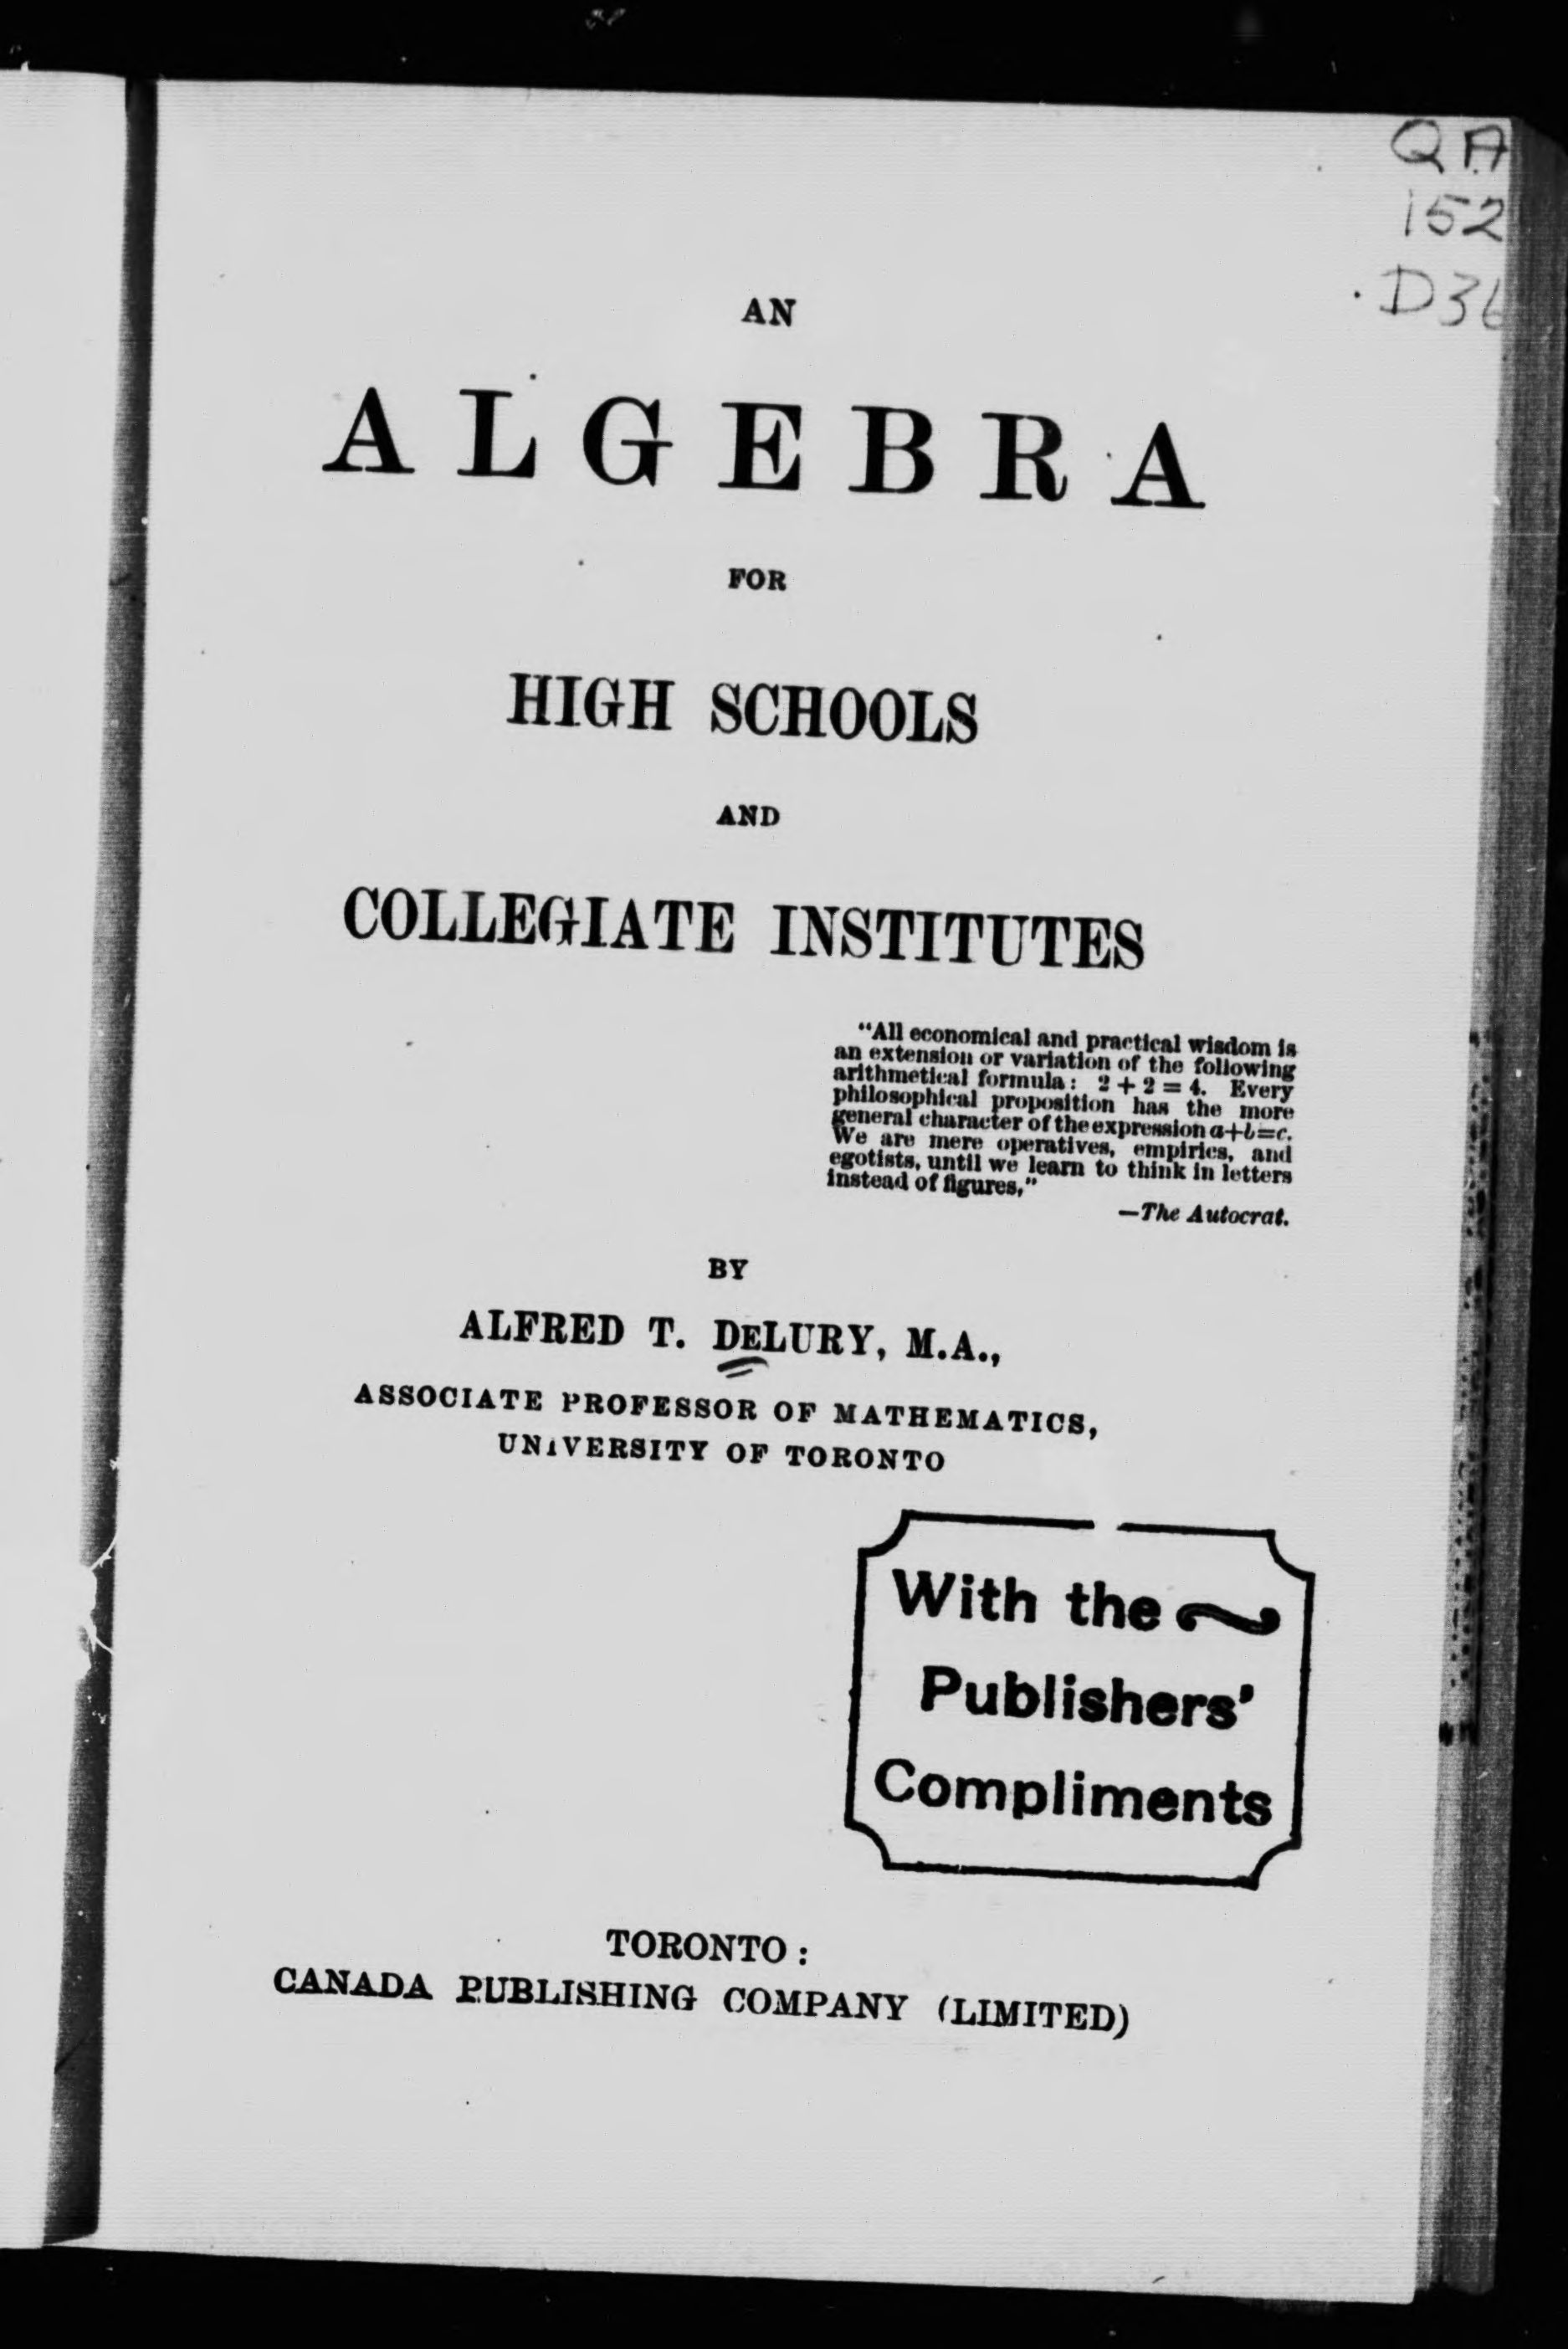 QA
152
.D36
AN
ALGEBRA
FOR
HIGH SCHOOLS
AND
COLLEGIATE INSTITUTES
"All economical and practical wisdom is
an extension or variation of the following
arithmetical formula: 2 + 2 = 4. Every
philosophical proposition has the more
general character of the expression a+b=c.
We are mere operatives, empirics, and
egotists, until we learn to think in letters
instead of figures,"
—The Autocrat.
BY
ALFRED T. DELURY, M.A.,
ASSOCIATE PROFESSOR OF MATHEMATICS,
UNIVERSITY OF TORONTO
With the
Publishers'
Compliments
TORONTO:
CANADA PUBLISHING COMPANY (LIMITED)